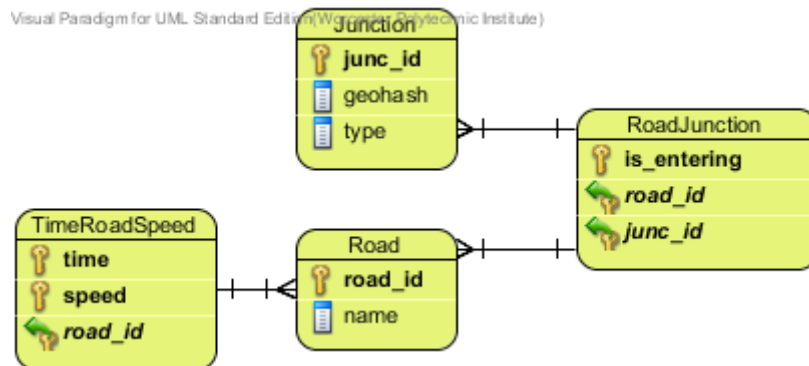 Visual Paradigm for UML Standard Edition(Worcester Polytechnic Institute)
Junction
junc_id
geohash
type
RoadJunction
is_entering
road_id
junc_id
TimeRoadSpeed
time
speed
road_id
Road
road_id
name